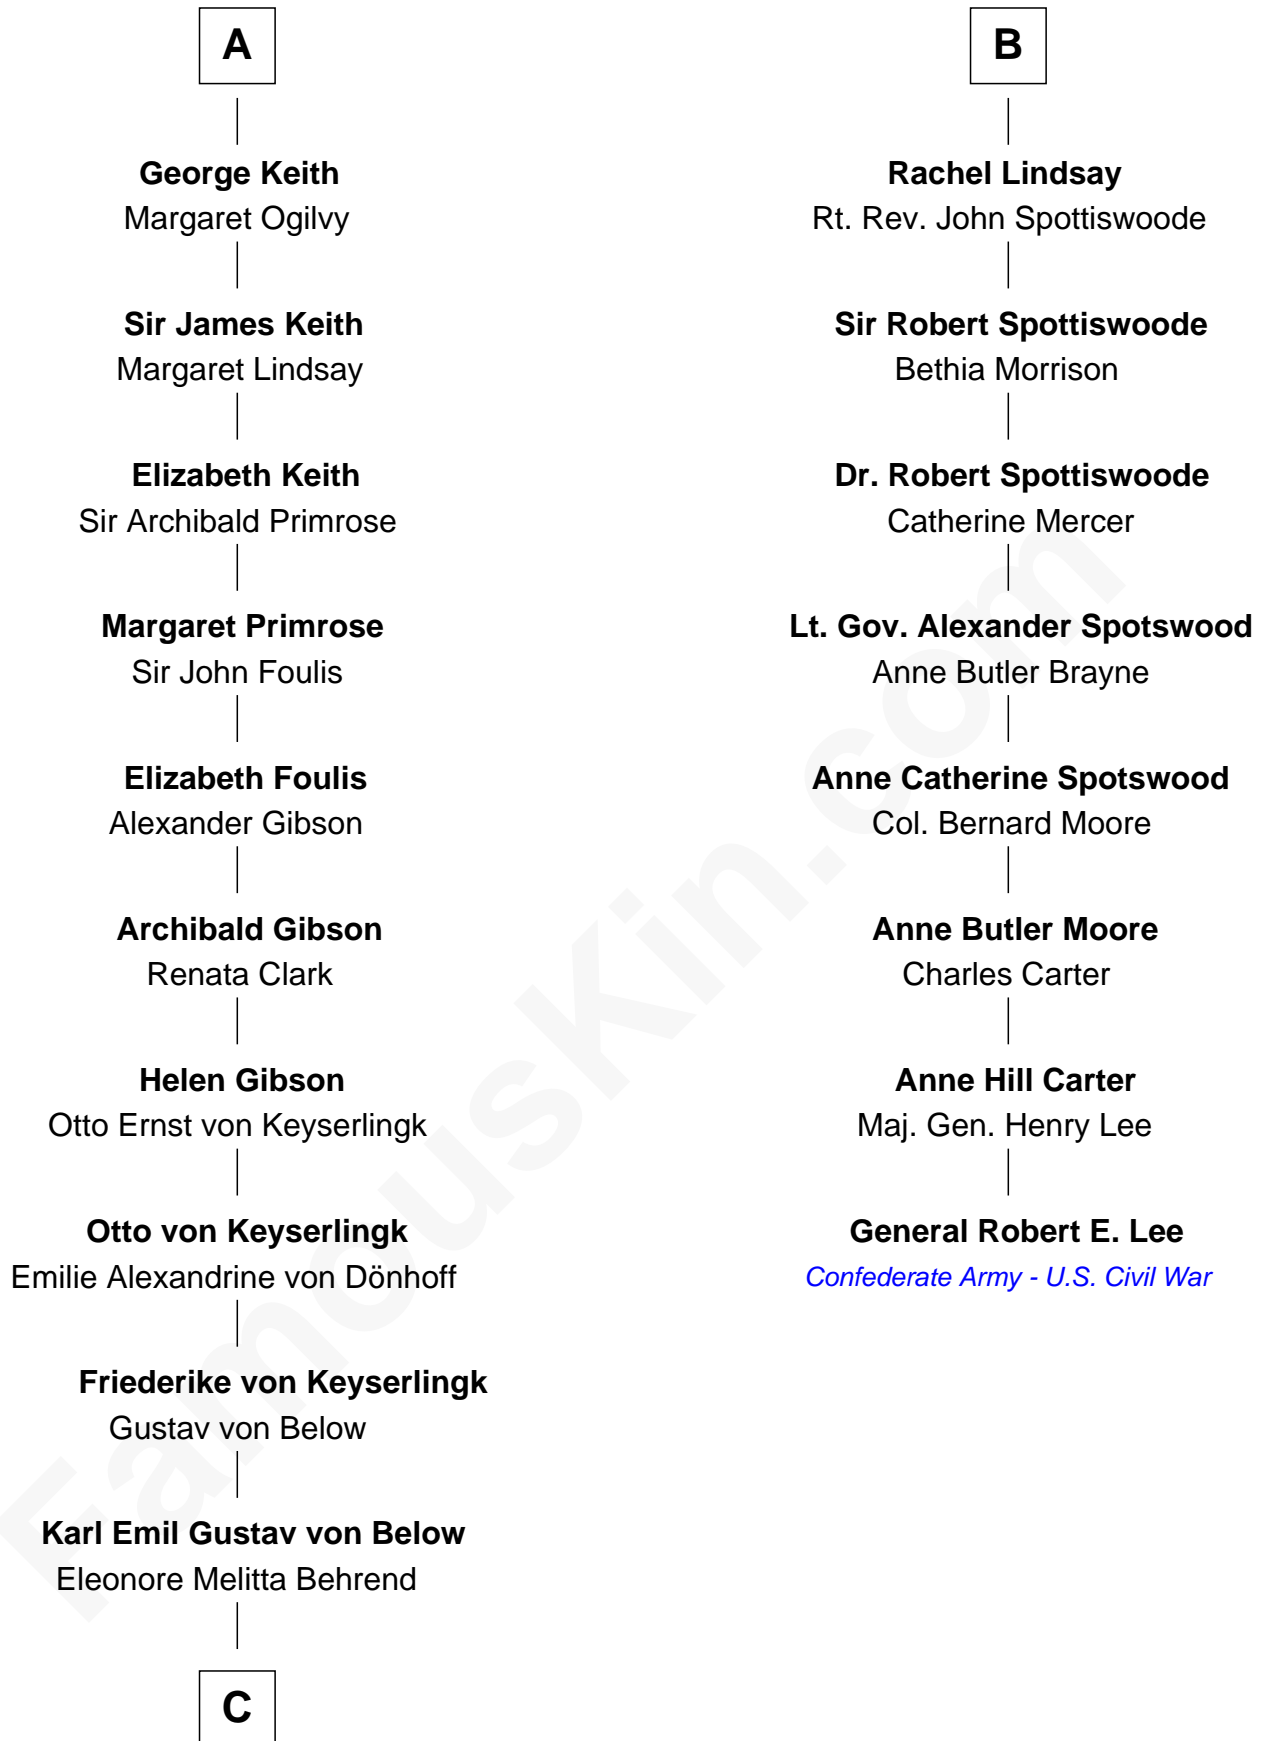 A
George Keith
Margaret Ogilvy
Sir James Keith
Margaret Lindsay
Elizabeth Keith
Sir Archibald Primrose
Margaret Primrose
Sir John Foulis
Elizabeth Foulis
Alexander Gibson
Archibald Gibson
Renata Clark
Helen Gibson
Otto Ernst von Keyserlingk
Otto von Keyserlingk
Emilie Alexandrine von Dönhoff
Friederike von Keyserlingk
Gustav von Below
Karl Emil Gustav von Below
Eleonore Melitta Behrend
C
B
Rachel Lindsay
Rt. Rev. John Spottiswoode
Sir Robert Spottiswoode
Bethia Morrison
Dr. Robert Spottiswoode
Catherine Mercer
Lt. Gov. Alexander Spotswood
Anne Butler Brayne
Anne Catherine Spotswood
Col. Bernard Moore
Anne Butler Moore
Charles Carter
Anne Hill Carter
Maj. Gen. Henry Lee
General Robert E. Lee
Confederate Army - U.S. Civil War
FamousKin.com